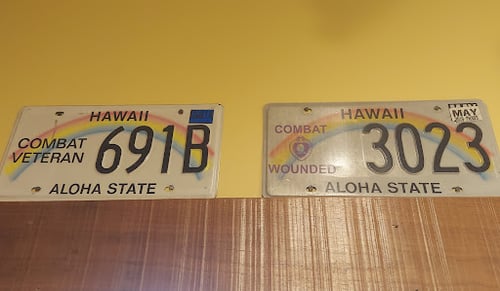 HAWAII
COMBAT
VETERAN
691B
ALOHA STATE
HAWAII
MAY
COMBAT
WOUNDED
3023
ALOHA STATE